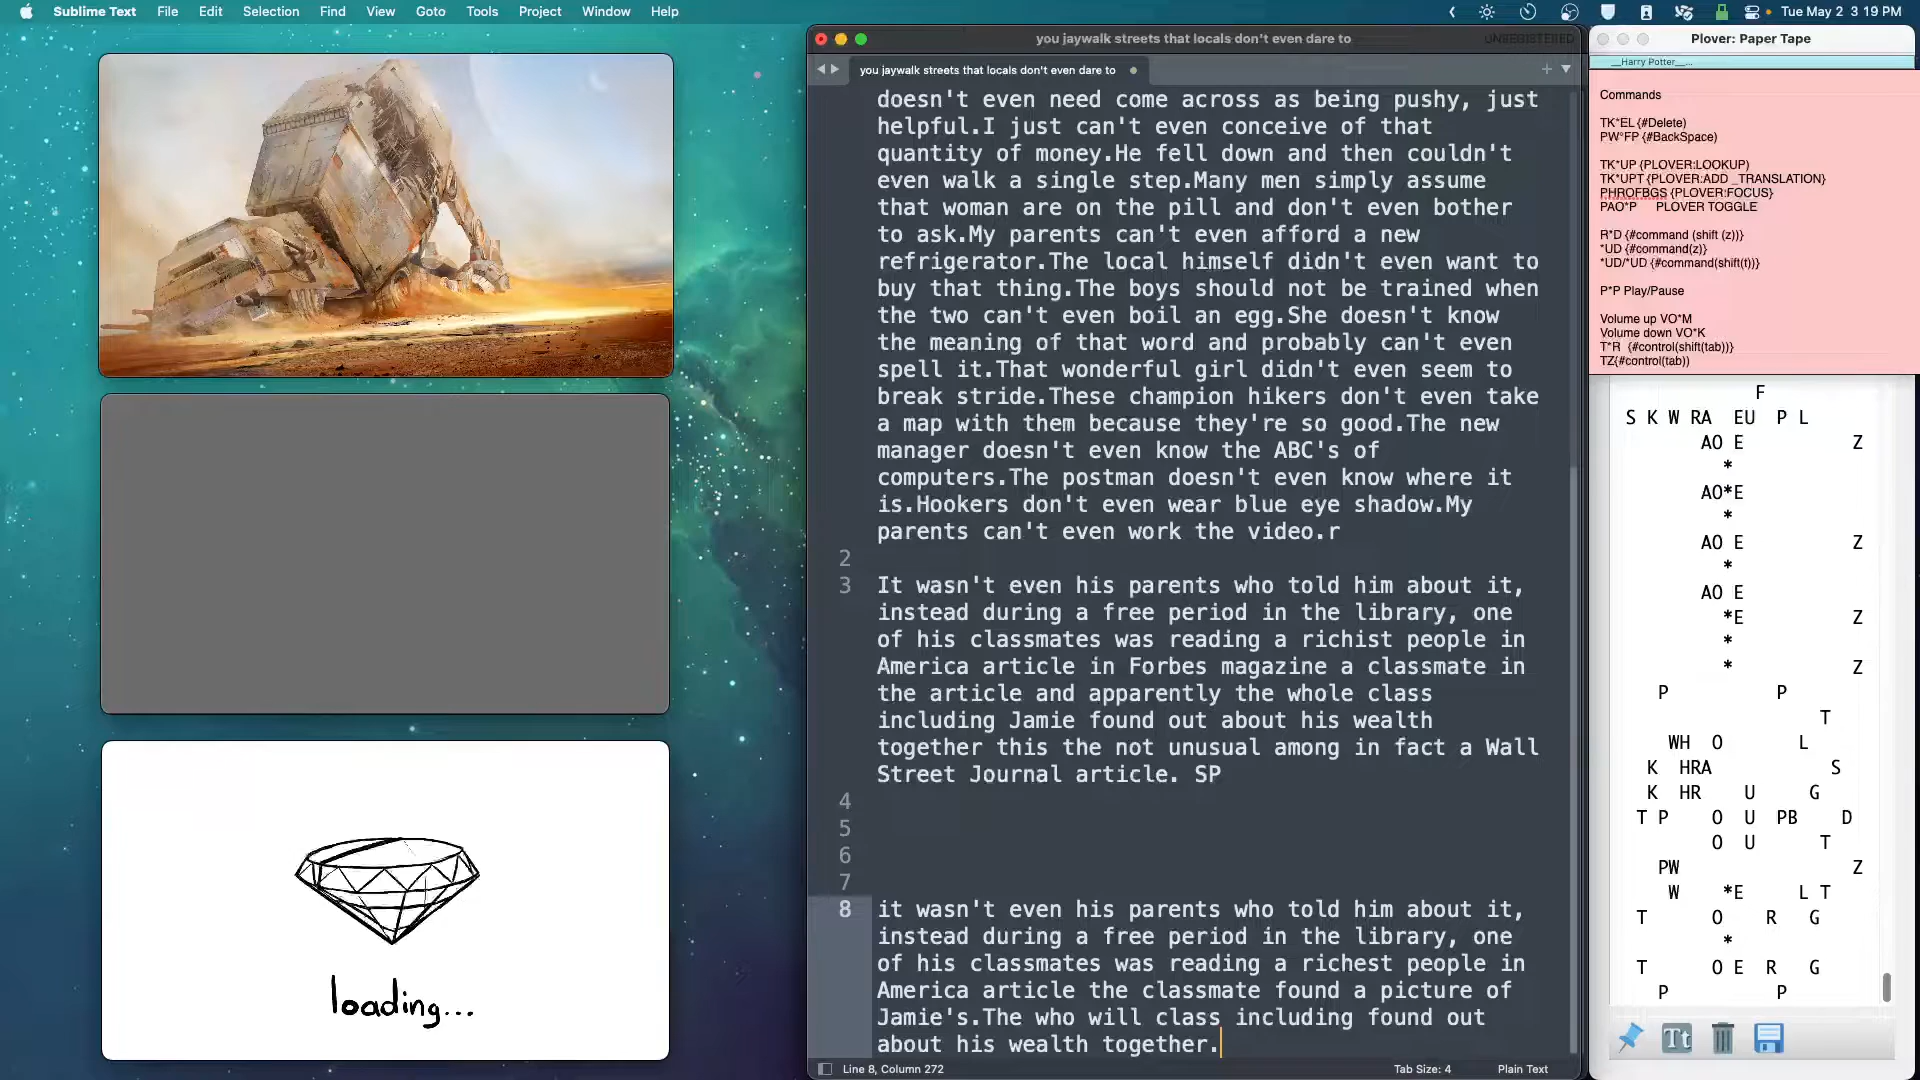 Sublime Text File Edit Selection Find View Goto Tools Project Window Help Tue May 2 3 19 PM
you jaywalk streets that locals don't even dare to
UNREGISTERED
Plover: Paper Tape
you jaywalk streets that locals don't even dare to
doesn't even need come across as being pushy, just
helpful.I just can't even conceive of that
quantity of money.He fell down and then couldn't
even walk a single step.Many men simply assume
that woman are on the pill and don't even bother
to ask.My parents can't even afford a new
refrigerator.The local himself didn't even want to
buy that thing.The boys should not be trained when
the two can't even boil an egg.She doesn't know
the meaning of that word and probably can't even
spell it.That wonderful girl didn't even seem to
break stride.These champion hikers don't even take
a map with them because they're so good.The new
manager doesn't even know the ABC's of
computers.The postman doesn't even know where it
is.Hookers don't even wear blue eye shadow.My
parents can't even work the video.r
2
3 It wasn't even his parents who told him about it,
instead during a free period in the library, one
of his classmates was reading a richist people in
America article in Forbes magazine a classmate in
the article and apparently the whole class
including Jamie found out about his wealth
together this the not unusual among in fact a Wall
Street Journal article. SP
4
5
6
7
8 it wasn't even his parents who told him about it,
instead during a free period in the library, one
of his classmates was reading a richest people in
America article the classmate found a picture of
Jamie's.The who will class including found out
about his wealth together.
Line 8, Column 272 Tab Size: 4 Plain Text
__Harry Potter__...
Commands
TK*EL {#Delete)
PW*FP {#BackSpace)
TK*UP {PLOVER:LOOKUP)
TK*UPT {PLOVER:ADD _TRANSLATION}
PHROFBGS {PLOVER:FOCUS}
PAO*P PLOVER TOGGLE
R*D {#command (shift (z))}
*UD {#command(z)}
*UD/*UD {#command(shift(t))}
P*P Play/Pause
Volume up VO*M
Volume down VO*K
T*R {#control(shift(tab))}
TZ{#control(tab))
F
S K W RA EU P L
AO E Z
*
AO*E
*
AO E Z
*
AO E
*E Z
*
* Z
P P
T
WH O L
K HRA S
K HR U G
T P O U PB D
O U T
PW Z
W *E L T
T O R G
*
T O E R G
P P
Tt
loading...